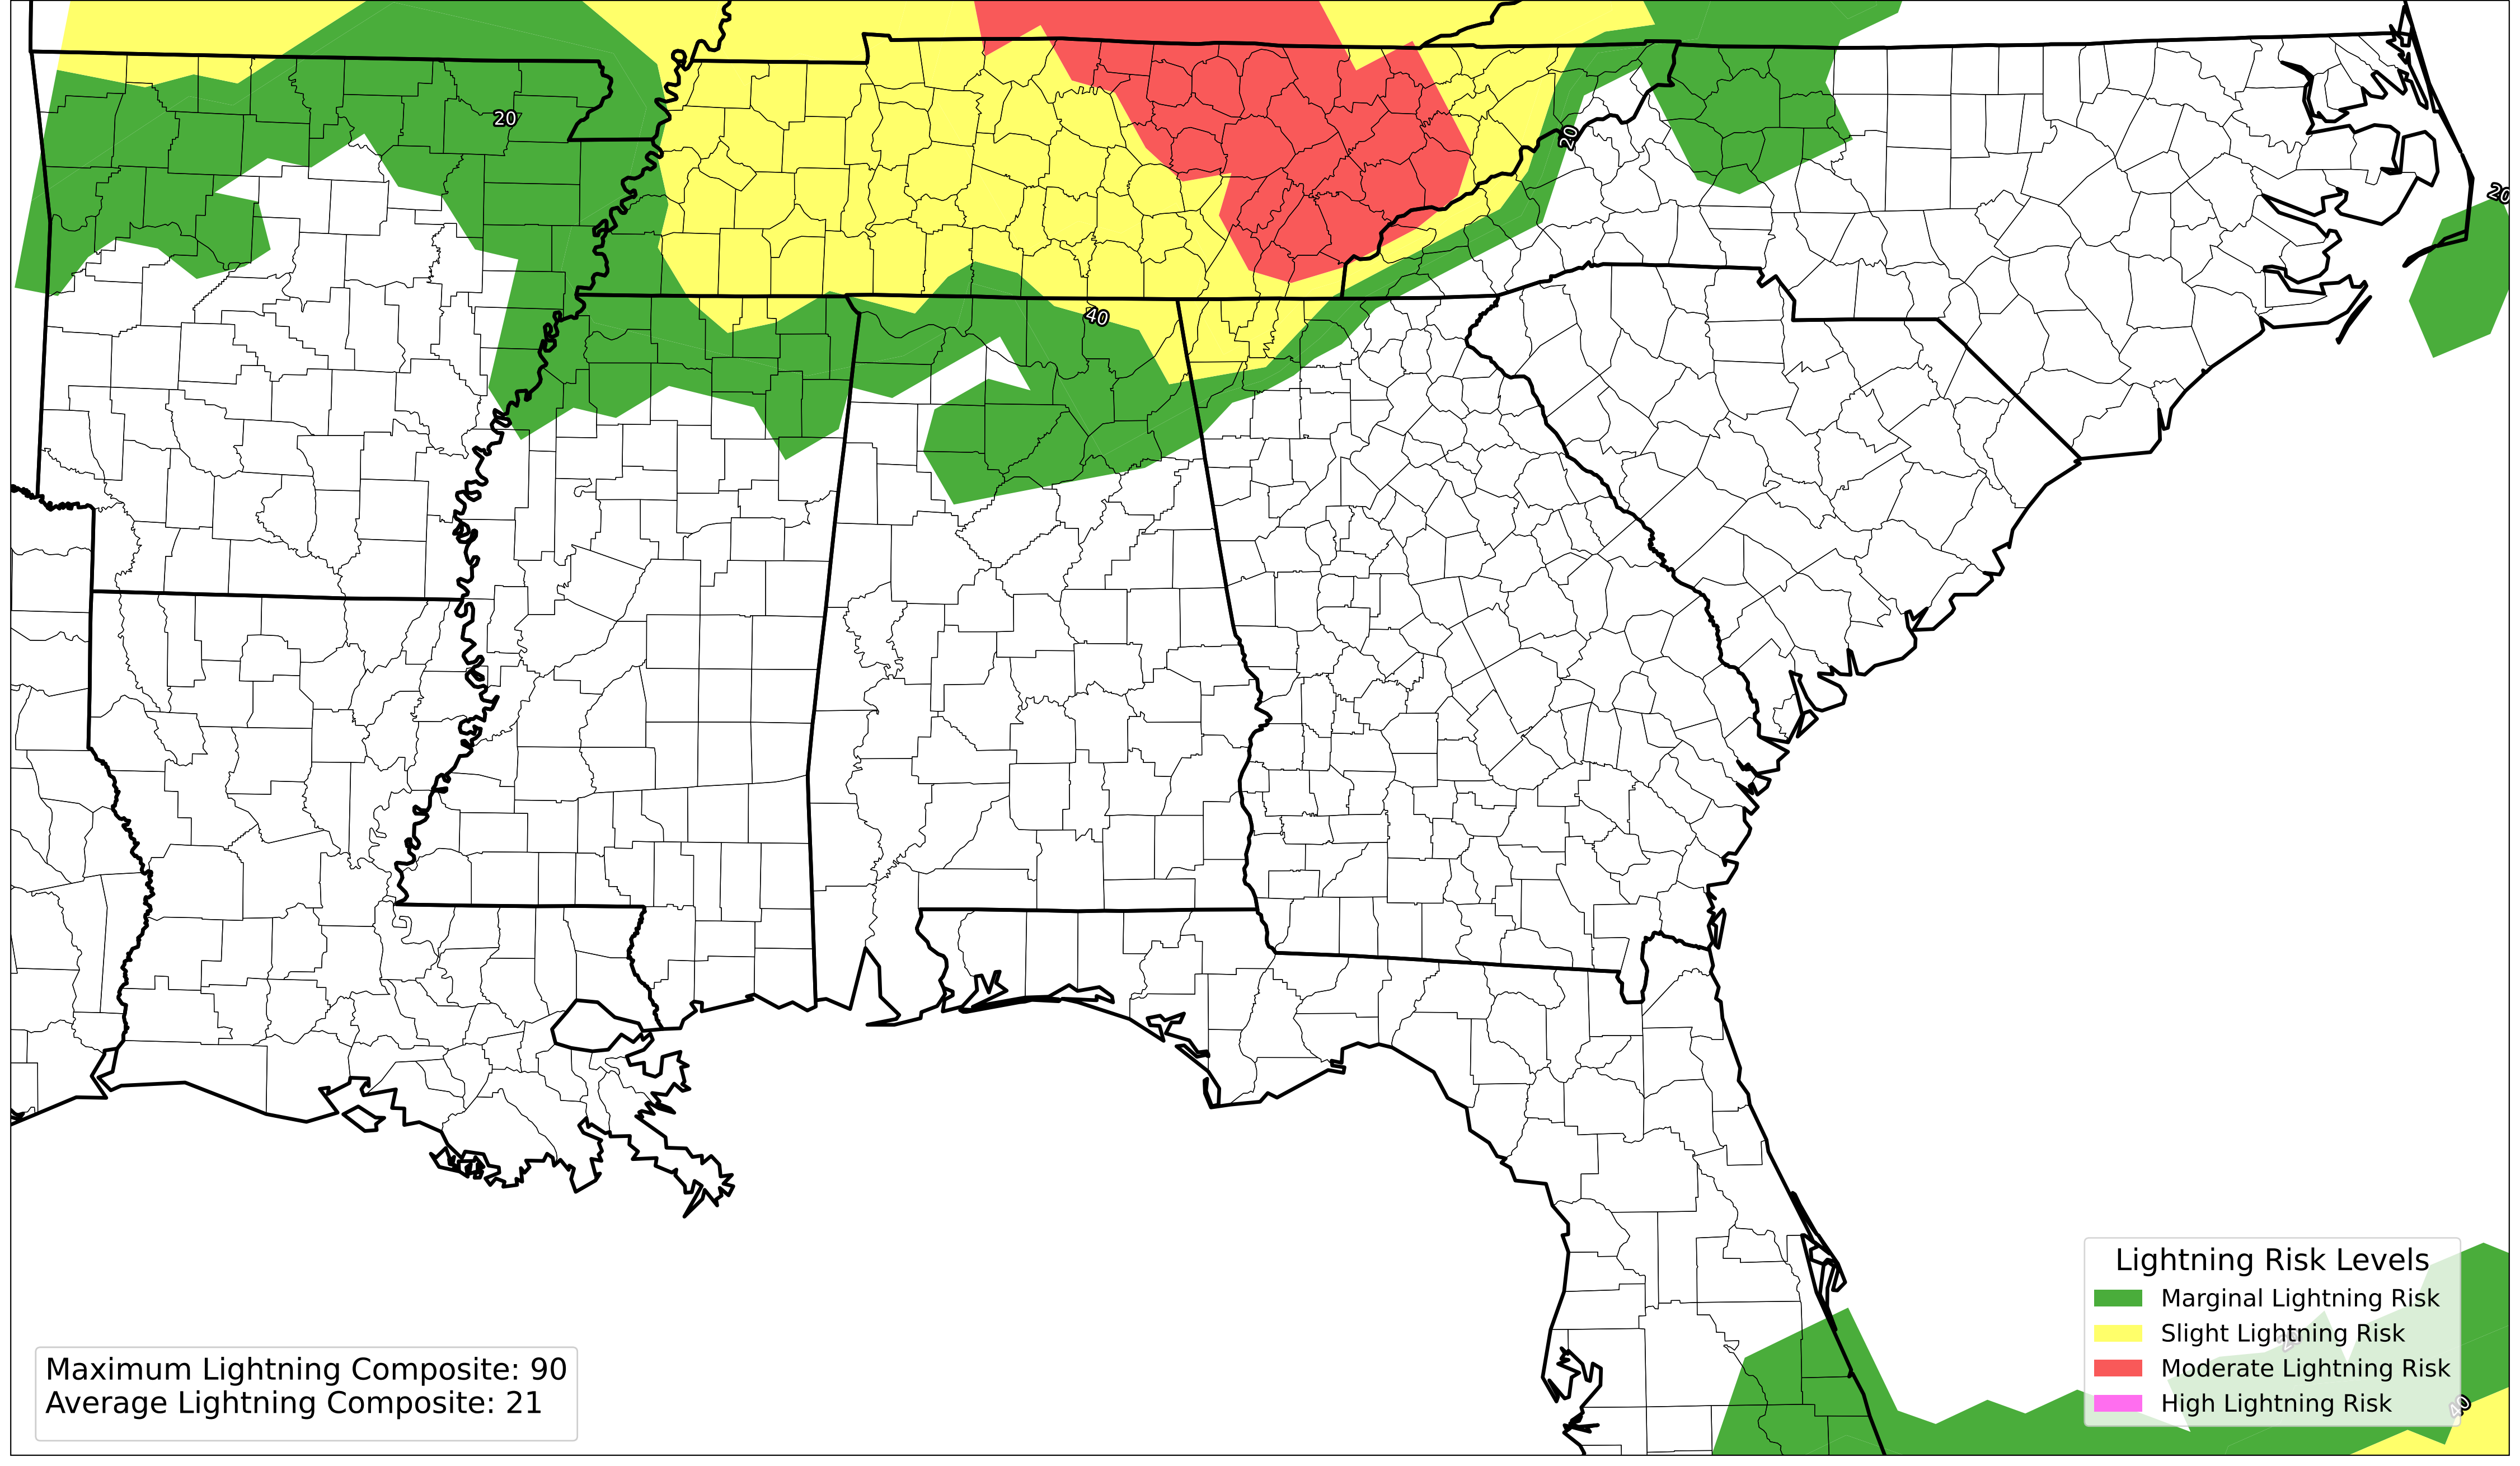 20
20
20
40
Lightning Risk Levels
Marginal Lightning Risk
Slight Lightning Risk
Moderate Lightning Risk
High Lightning Risk
20
40
Maximum Lightning Composite: 90
Average Lightning Composite: 21